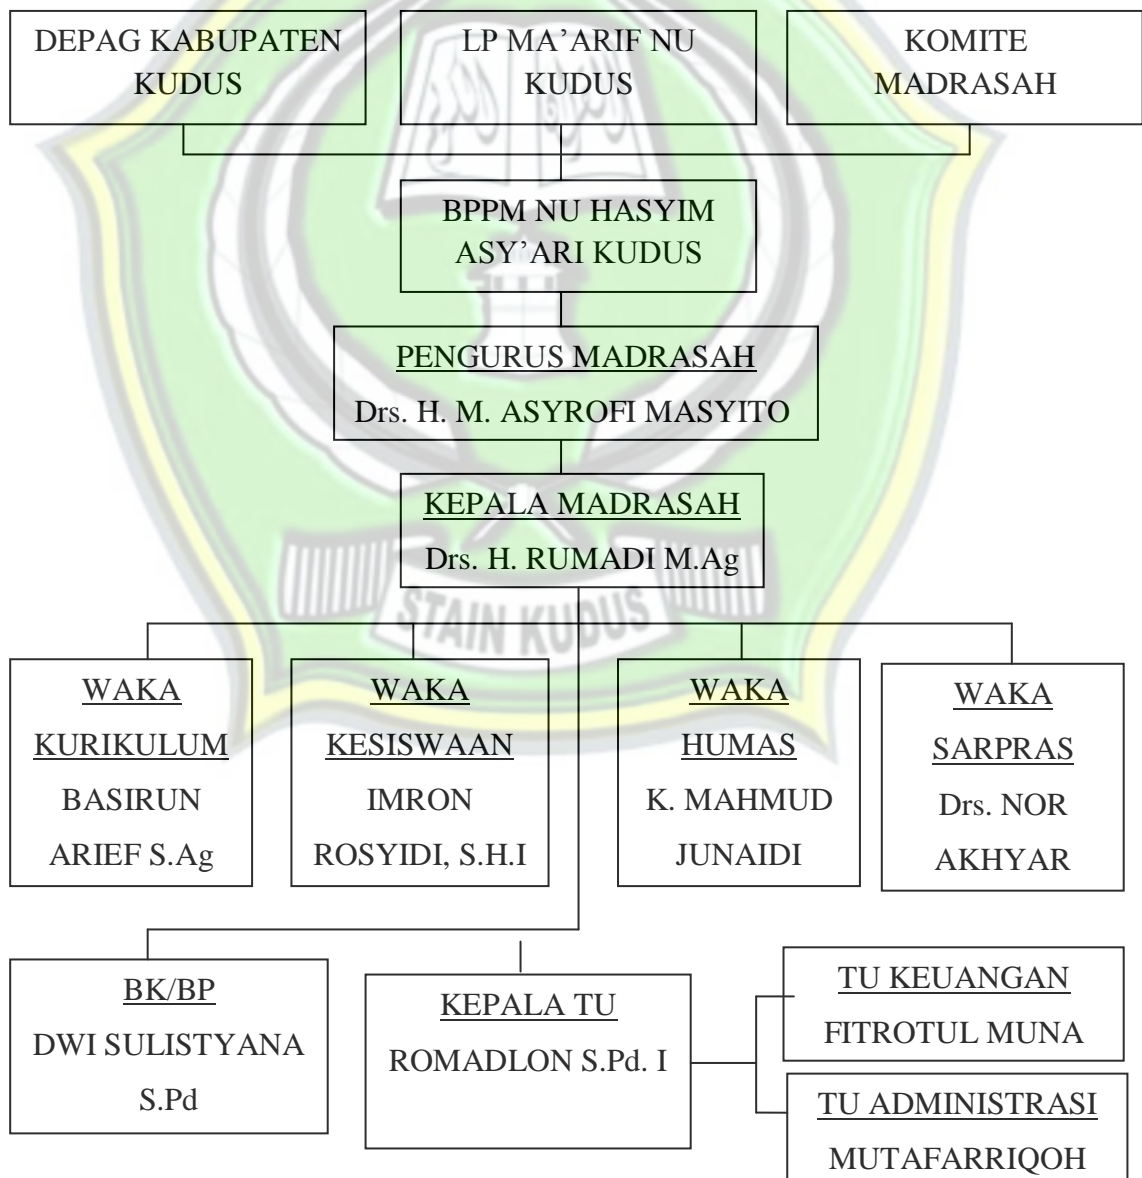 DEPAG KABUPATEN
KUDUS
LP MA’ARIF NU
KUDUS
KOMITE
MADRASAH
BPPM NU HASYIM
ASY’ARI KUDUS
PENGURUS MADRASAH
Drs. H. M. ASYROFI MASYITO
KEPALA MADRASAH
Drs. H. RUMADI M.Ag
STAIN KUDUS
WAKA
KURIKULUM
BASIRUN
ARIEF S.Ag
WAKA
KESISWAAN
IMRON
ROSYIDI, S.H.I
WAKA
HUMAS
K. MAHMUD
JUNAIDI
WAKA
SARPRAS
Drs. NOR
AKHYAR
BK/BP
DWI SULISTYANA
S.Pd
KEPALA TU
ROMADLON S.Pd. I
TU KEUANGAN
FITROTUL MUNA
TU ADMINISTRASI
MUTAFARRIQOH